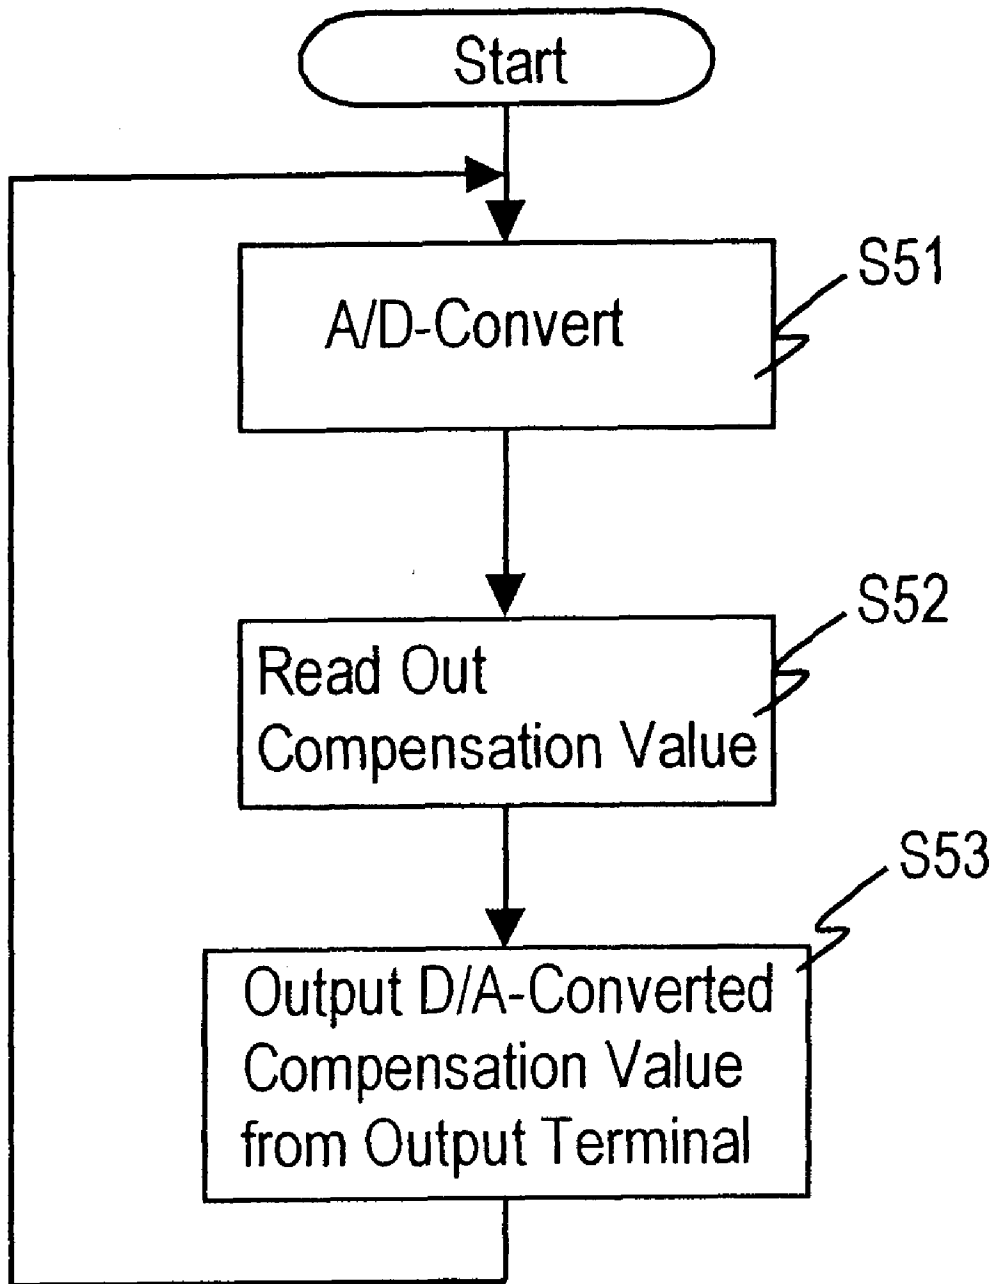 Start
A/D-Convert
S51
Read Out
Compensation Value
S52
Output D/A-Converted
Compensation Value
from Output Terminal
S53